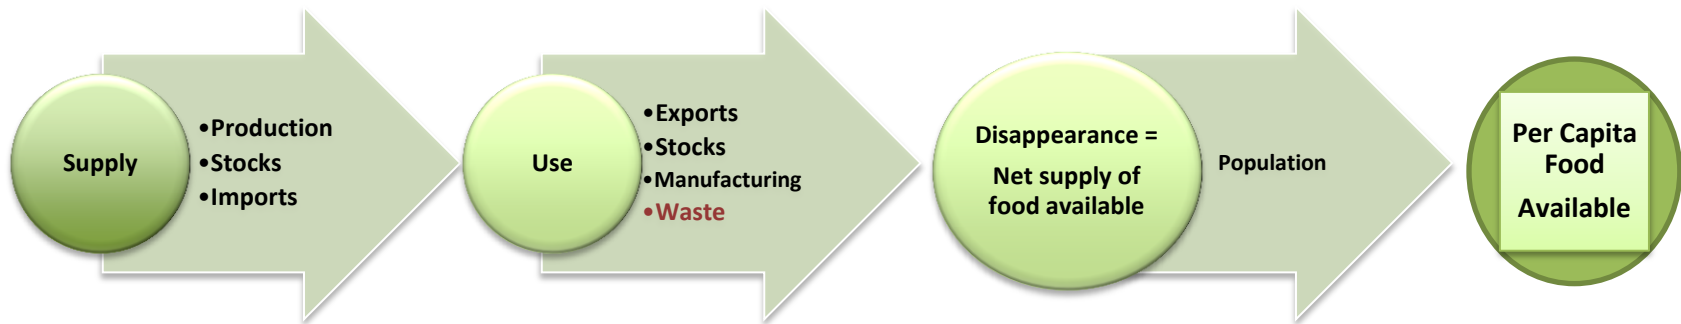 Supply
•Production
•Stocks
•Imports
Use
•Exports
•Stocks
•Manufacturing
•Waste
Disappearance =
Net supply of
food available
Population
Per Capita
Food
Available